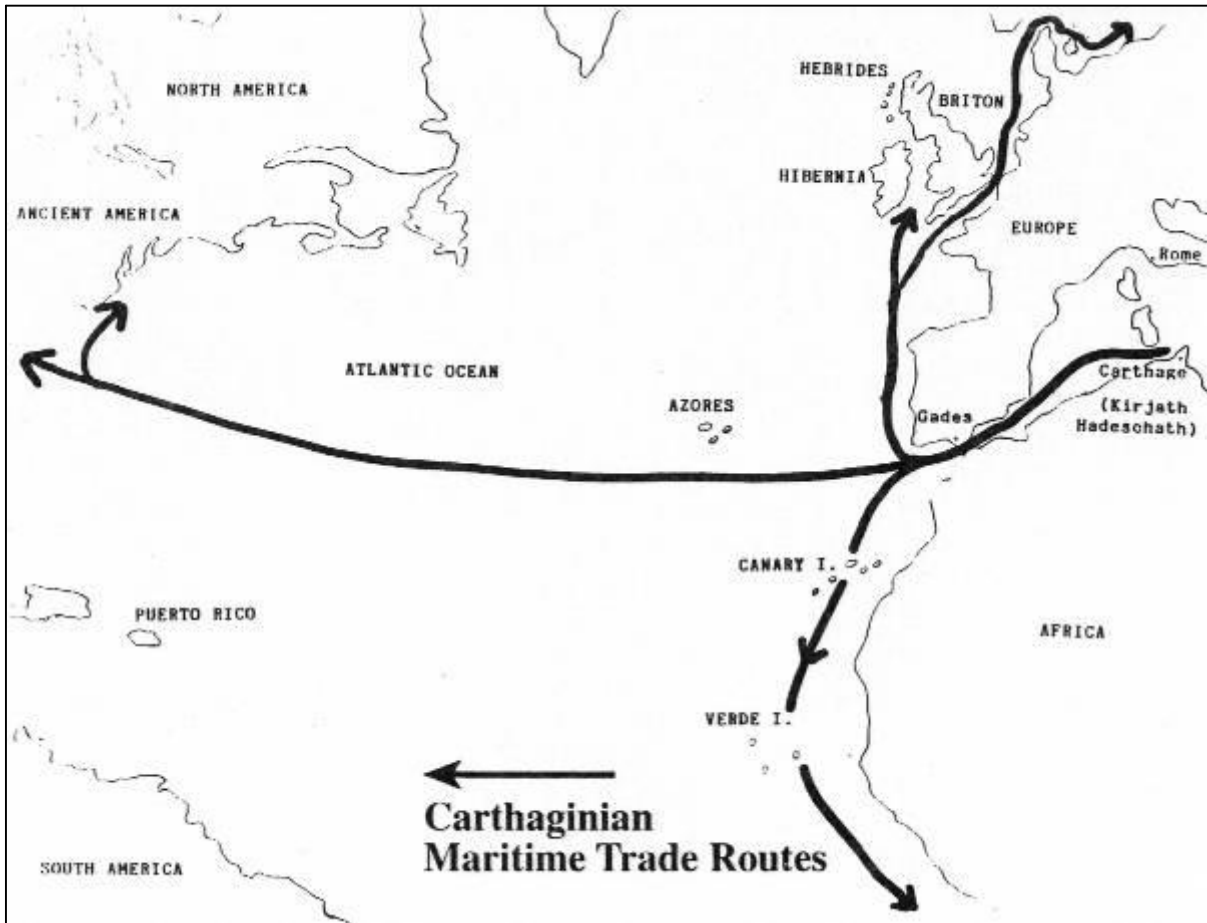 HEBRIDES
NORTH AMERICA
BRITON
HIBERNIA
ANCIENT AMERICA
EUROPE
Rome
ATLANTIC OCEAN
Carthage
(Kirjath
Hadeschath)
AZORES
Gades
CANARY I.
PUERTO RICO
AFRICA
VERDE I.
Carthaginian
Maritime Trade Routes
SOUTH AMERICA